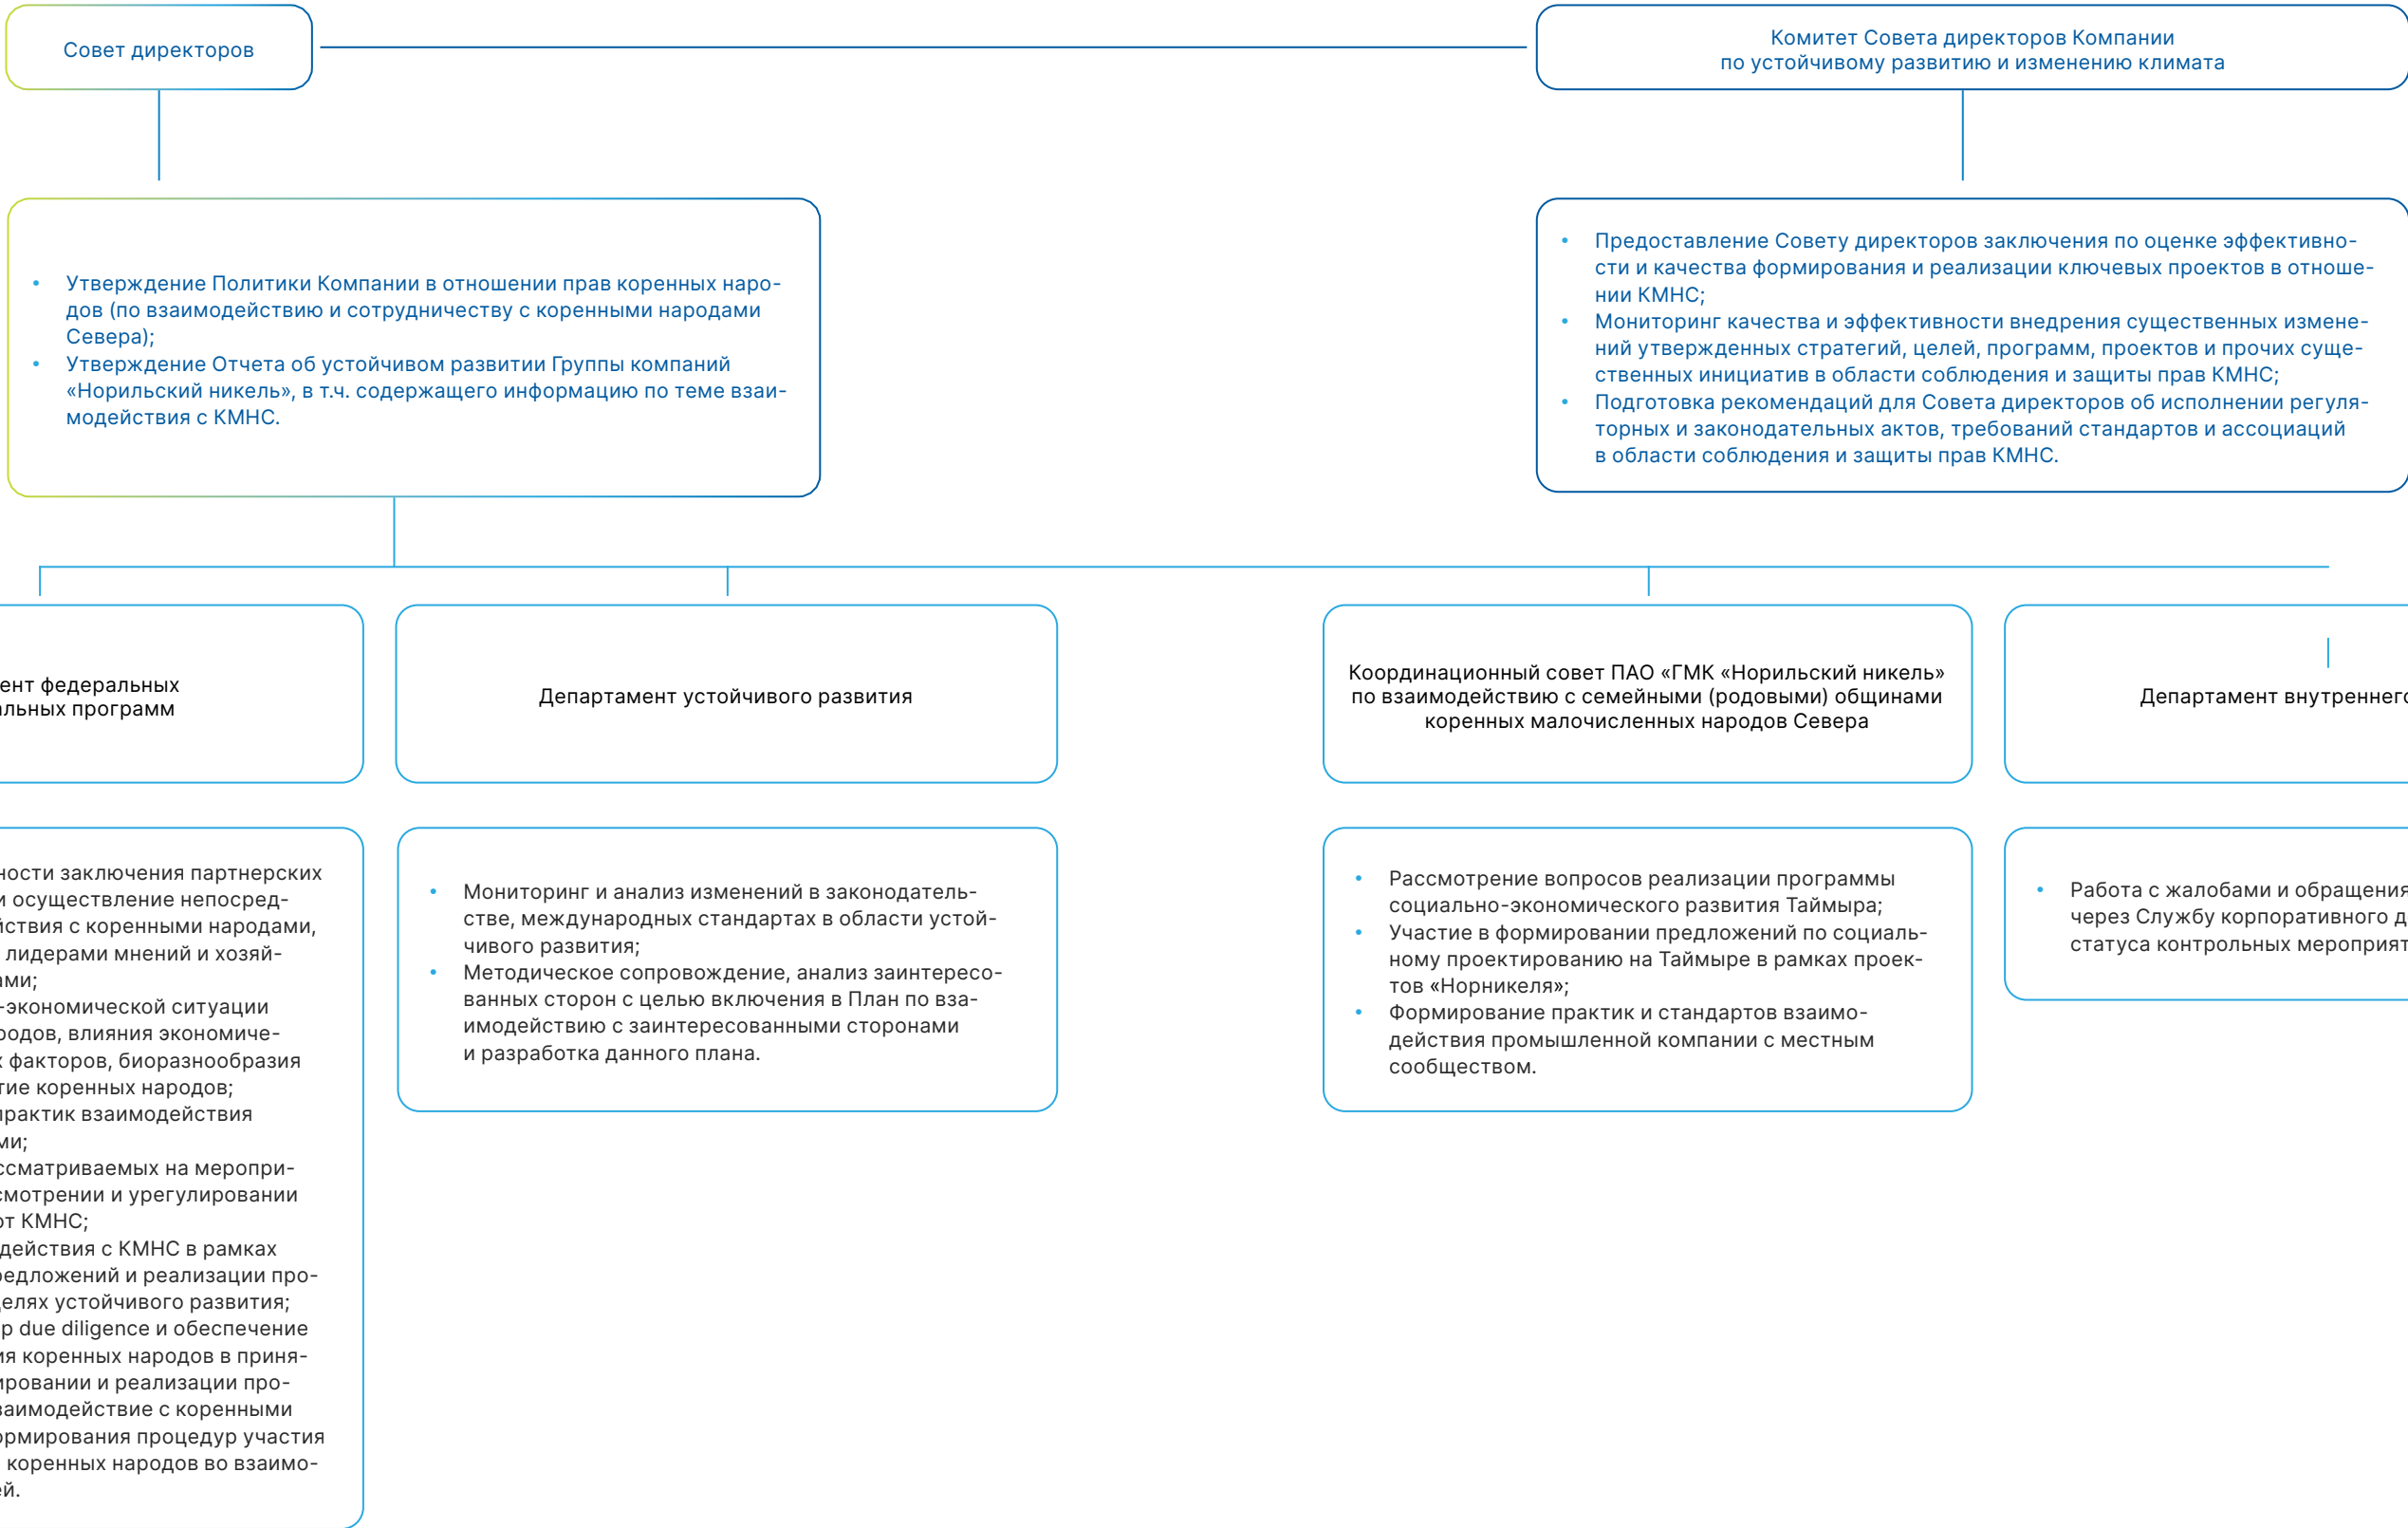 Совет директоров
Комитет Совета директоров Компании
по устойчивому развитию и изменению климата
• Утверждение Политики Компании в отношении прав коренных наро-
дов (по взаимодействию и сотрудничеству с коренными народами
Севера);
• Утверждение Отчета об устойчивом развитии Группы компаний
«Норильский никель», в т.ч. содержащего информацию по теме взаи-
модействия с КМНС.
• Предоставление Совету директоров заключения по оценке эффективно-
сти и качества формирования и реализации ключевых проектов в отноше-
нии КМНС;
• Мониторинг качества и эффективности внедрения существенных измене-
ний утвержденных стратегий, целей, программ, проектов и прочих суще-
ственных инициатив в области соблюдения и защиты прав КМНС;
• Подготовка рекомендаций для Совета директоров об исполнении регуля-
торных и законодательных актов, требований стандартов и ассоциаций
в области соблюдения и защиты прав КМНС.
ент федеральных
альных программ
Департамент устойчивого развития
Координационный совет ПАО «ГМК «Норильский никель»
по взаимодействию с семейными (родовыми) общинами
коренных малочисленных народов Севера
Департамент внутреннего
ности заключения партнерских
и осуществление непосред-
йствия с коренными народами,
лидерами мнений и хозяй-
ами;
-экономической ситуации
родов, влияния экономиче-
х факторов, биоразнообразия
тие коренных народов;
практик взаимодействия
ми;
ссматриваемых на меропри-
смотрении и урегулировании
от КМНС;
действия с КМНС в рамках
редложений и реализации про-
целях устойчивого развития;
р due diligence и обеспечение
ия коренных народов в приня-
ировании и реализации про-
заимодействие с коренными
ормирования процедур участия
коренных народов во взаимо-
ей.
• Мониторинг и анализ изменений в законодатель-
стве, международных стандартах в области устой-
чивого развития;
• Методическое сопровождение, анализ заинтересо-
ванных сторон с целью включения в План по вза-
имодействию с заинтересованными сторонами
и разработка данного плана.
• Рассмотрение вопросов реализации программы
социально-экономического развития Таймыра;
• Участие в формировании предложений по социаль-
ному проектированию на Таймыре в рамках проек-
тов «Норникеля»;
• Формирование практик и стандартов взаимо-
действия промышленной компании с местным
сообществом.
• Работа с жалобами и обращения
через Службу корпоративного д
статуса контрольных мероприят